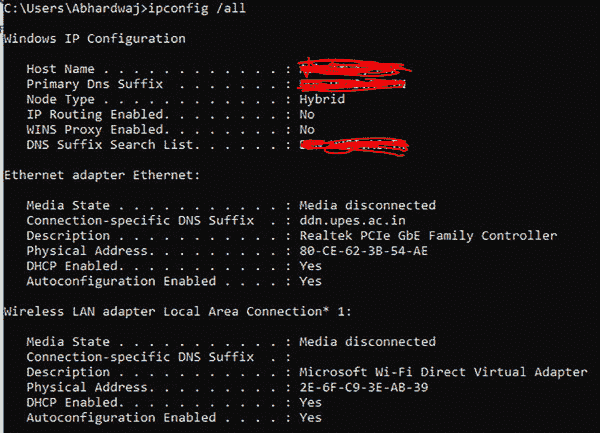 C:\Users\Abhardwaj>ipconfig /all
Windows IP Configuration
Host Name . . . . . . . . . . . . :
Primary Dns Suffix . . . . . . . :
Node Type . . . . . . . . . . . . : Hybrid
IP Routing Enabled. . . . . . . . : No
WINS Proxy Enabled. . . . . . . . : No
DNS Suffix Search List. . . . . . :
Ethernet adapter Ethernet:
Media State . . . . . . . . . . . : Media disconnected
Connection-specific DNS Suffix . : ddn.upes.ac.in
Description . . . . . . . . . . . : Realtek PCIe GbE Family Controller
Physical Address. . . . . . . . . : 80-CE-62-3B-54-AE
DHCP Enabled. . . . . . . . . . . : Yes
Autoconfiguration Enabled . . . . : Yes
Wireless LAN adapter Local Area Connection* 1:
Media State . . . . . . . . . . . : Media disconnected
Connection-specific DNS Suffix . :
Description . . . . . . . . . . . : Microsoft Wi-Fi Direct Virtual Adapter
Physical Address. . . . . . . . . : 2E-6F-C9-3E-AB-39
DHCP Enabled. . . . . . . . . . . : Yes
Autoconfiguration Enabled . . . . : Yes